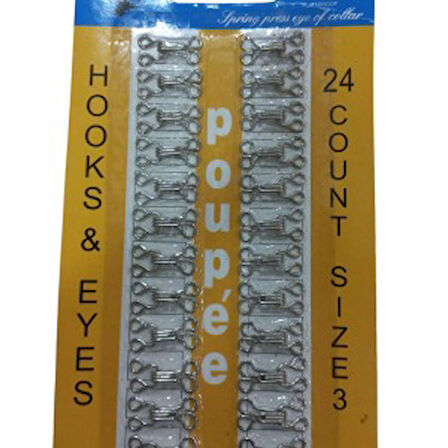 Spring press eye of collar
HOOKS & EYES
poupée
24 COUNT SIZE 3